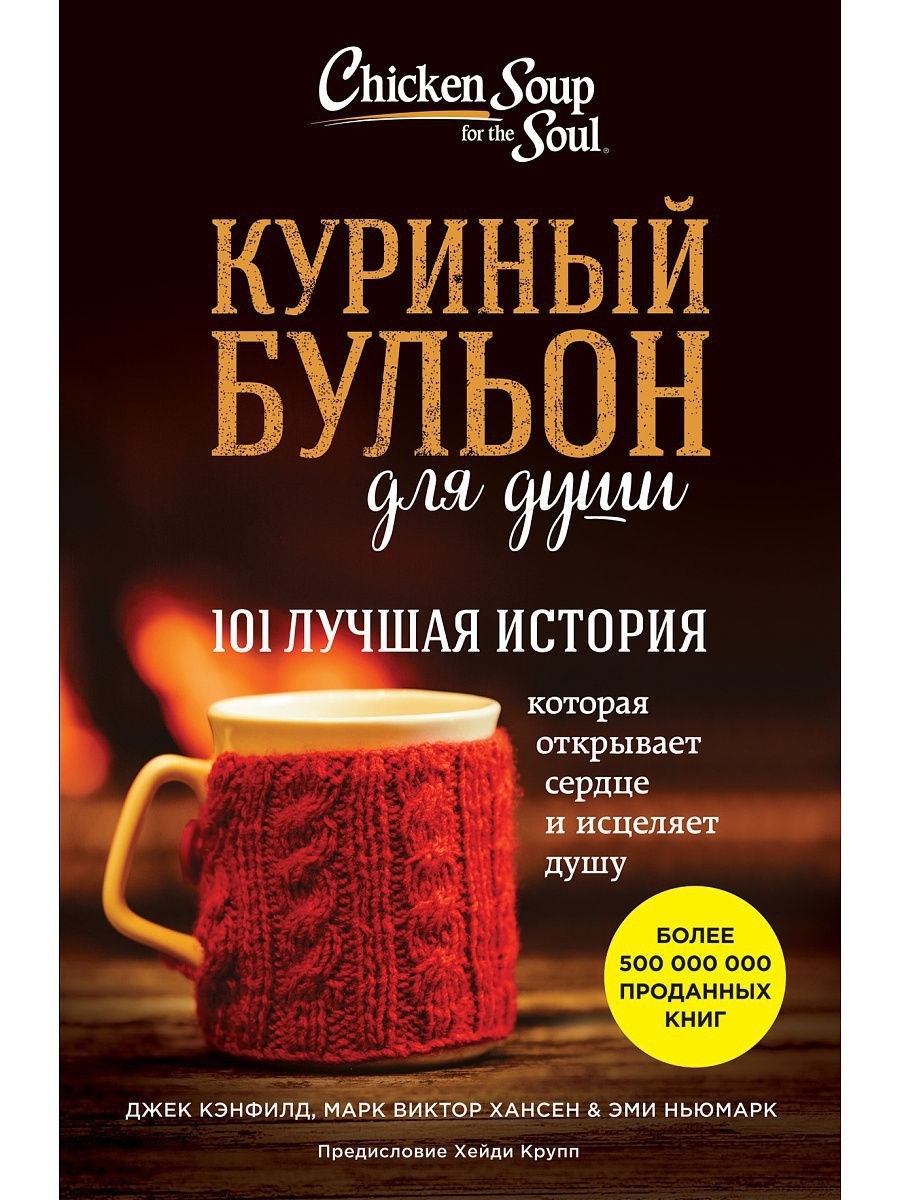 Chicken Soup
for the Soul®
КУРИНЫЙ
БУЛЬОН
для души
101 ЛУЧШАЯ ИСТОРИЯ
которая
открывает
сердце
и исцеляет
душу
БОЛЕЕ
500 000 000
ПРОДАННЫХ
КНИГ
ДЖЕК КЭНФИЛД, МАРК ВИКТОР ХАНСЕН & ЭМИ НЬЮМАРК
Предисловие Хейди Крупп